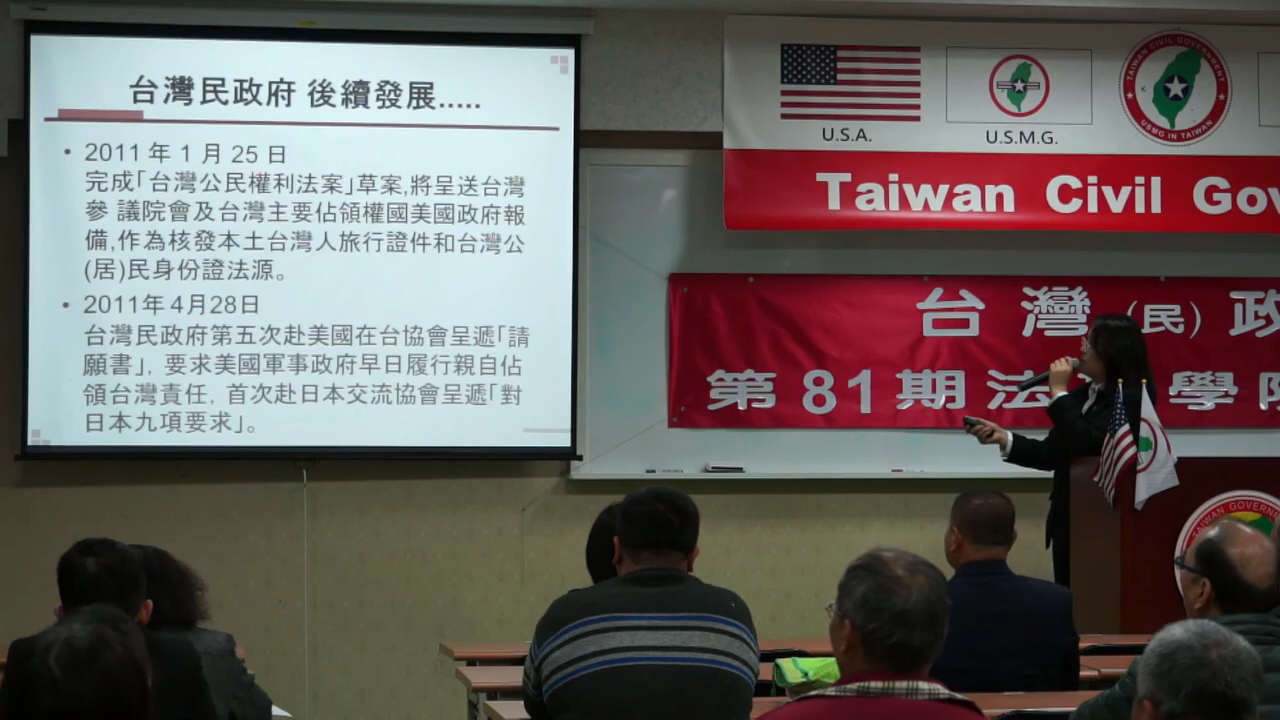 台灣民政府 後續發展.....
• 2011 年 1 月 25 日
完成「台灣公民權利法案」草案,將呈送台灣
參 議院會及台灣主要佔領權國美國政府報
備,作為核發本土台灣人旅行證件和台灣公
(居)民身份證法源。
• 2011年 4月28日
台灣民政府第五次赴美國在台協會呈遞「請
願書」, 要求美國軍事政府早日履行親自佔
領台灣責任, 首次赴日本交流協會呈遞「對
日本九項要求」。
U.S.A.
U.S.M.G.
TAIWAN CIVIL GOVERNMENT
USMG IN TAIWAN
Taiwan Civil Gov
台 灣 (民) 政
第 81 期 法 學
TAIWAN GOVERN